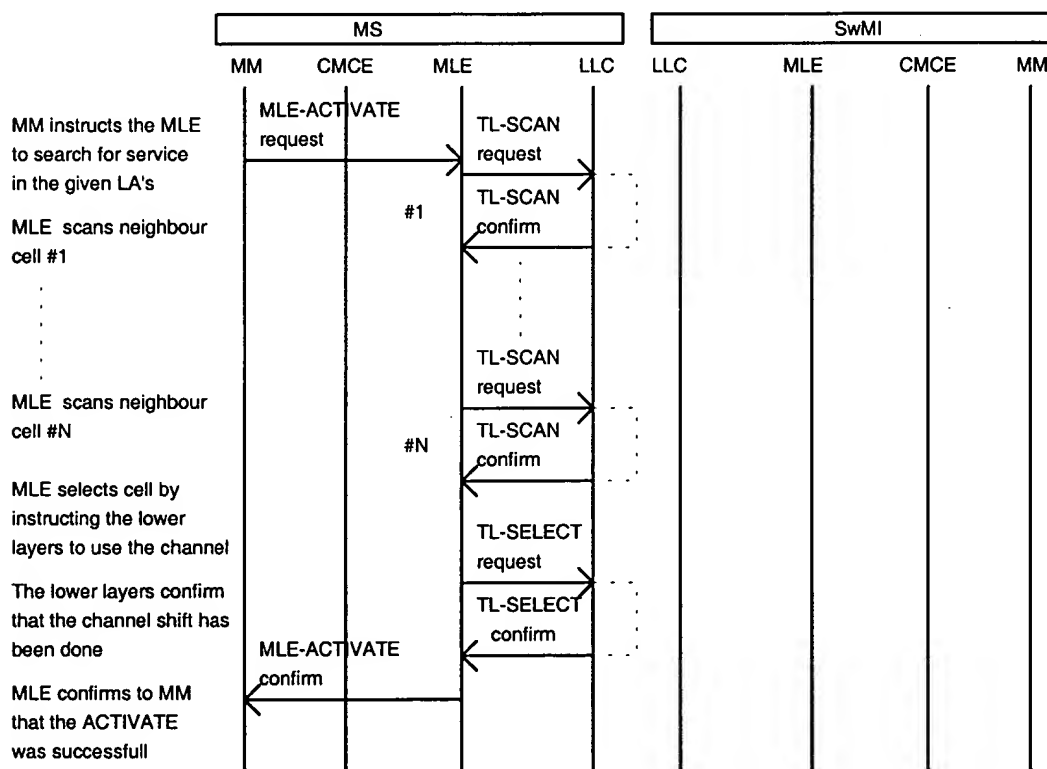 MS
SwMI
MM
CMCE
MLE
LLC
LLC
MLE
CMCE
MM
MM instructs the MLE
to search for service
in the given LA's
MLE-ACTIVATE
request
TL-SCAN
request
#1
TL-SCAN
confirm
MLE scans neighbour
cell #1
TL-SCAN
request
MLE scans neighbour
cell #N
#N
TL-SCAN
confirm
MLE selects cell by
instructing the lower
layers to use the channel
TL-SELECT
request
The lower layers confirm
that the channel shift has
been done
TL-SELECT
confirm
MLE-ACTIVATE
confirm
MLE confirms to MM
that the ACTIVATE
was successfull